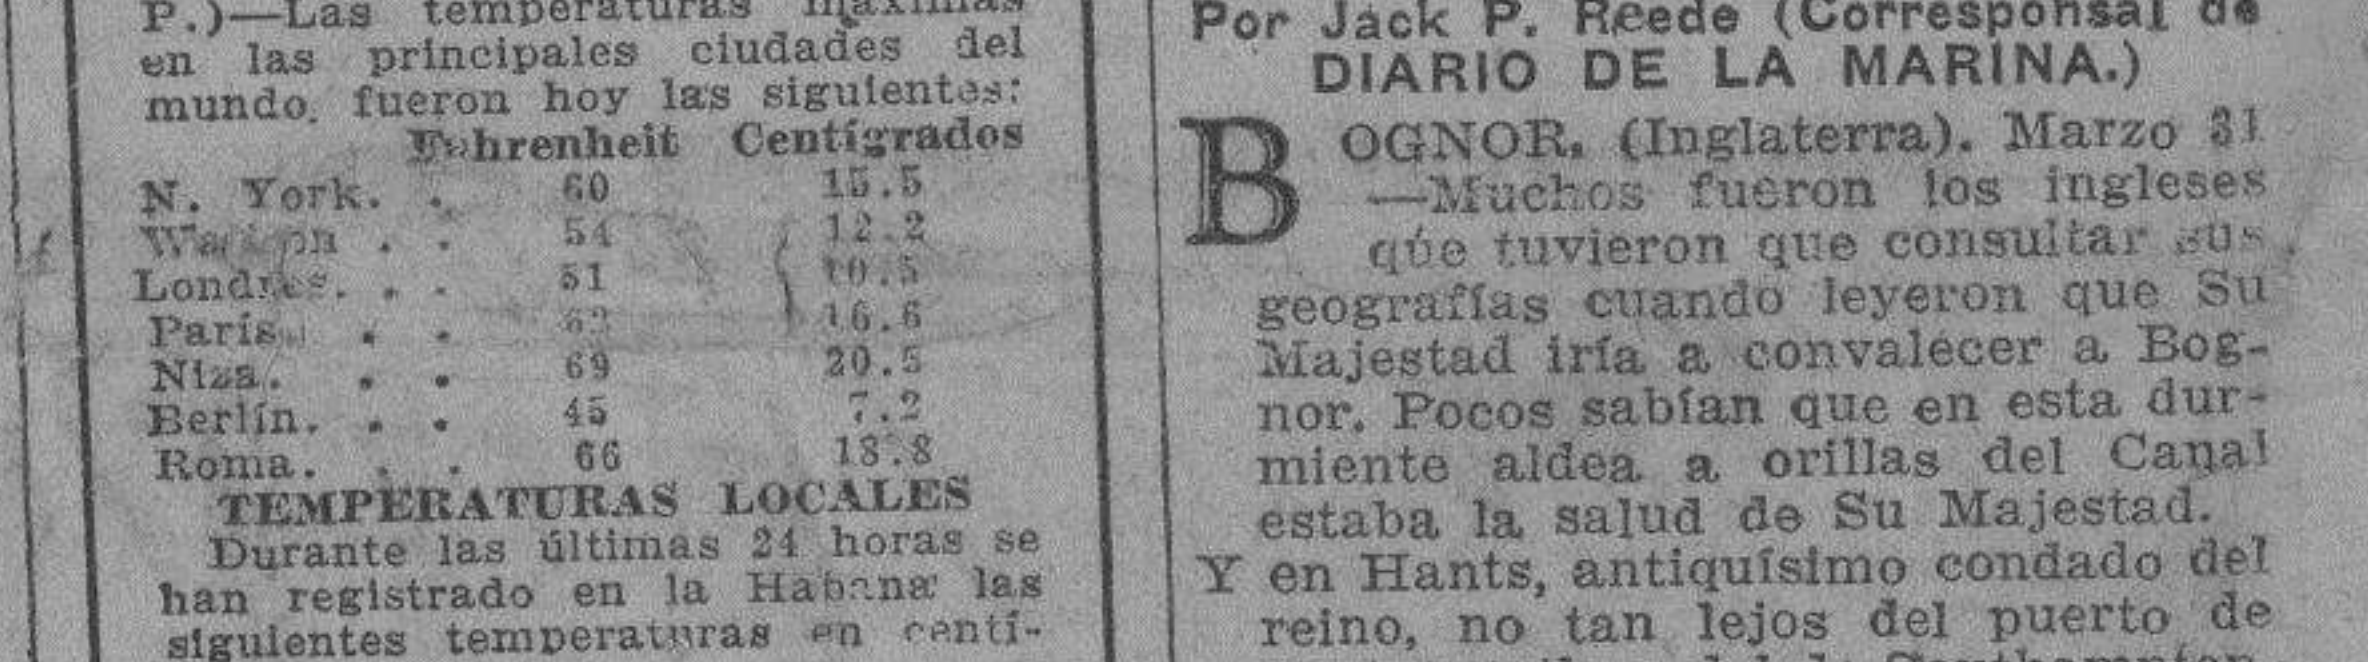 P.)—Las temperaturas máximas
en las principales ciudades del
mundo, fueron hoy las siguientes:
Fahrenheit Centígrados
N. York. . 60 15.5
. . 54 12.2
Londres. . . 51 10.5
París . . 62 16.6
Niza. . . 69 20.5
Berlín. . . 45 7.2
Roma. . . 66 18.8
TEMPERATURAS LOCALES
Durante las últimas 24 horas se
han registrado en la Habana las
siguientes temperaturas en centí-
Por Jack P. Reede (Corresponsal de
DIARIO DE LA MARINA.)
BOGNOR. (Inglaterra). Marzo 31
—Muchos fueron los ingleses
que tuvieron que consultar sus
geografías cuando leyeron que Su
Majestad iría a convalecer a Bog-
nor. Pocos sabían que en esta dur-
miente aldea a orillas del Canal
estaba la salud de Su Majestad.
Y en Hants, antiquísimo condado del
reino, no tan lejos del puerto de